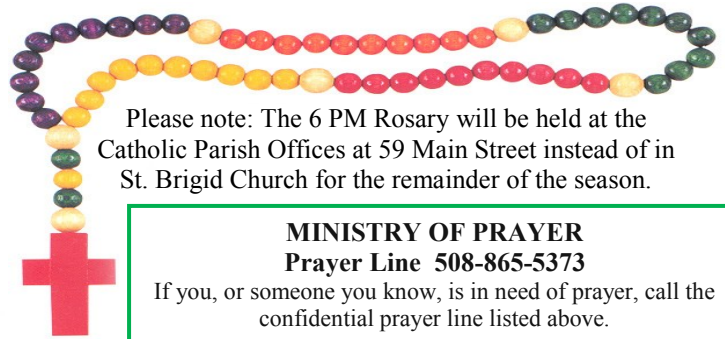 Please note: The 6 PM Rosary will be held at the
Catholic Parish Offices at 59 Main Street instead of in
St. Brigid Church for the remainder of the season.
MINISTRY OF PRAYER
Prayer Line  508-865-5373
If you, or someone you know, is in need of prayer, call the
confidential prayer line listed above.